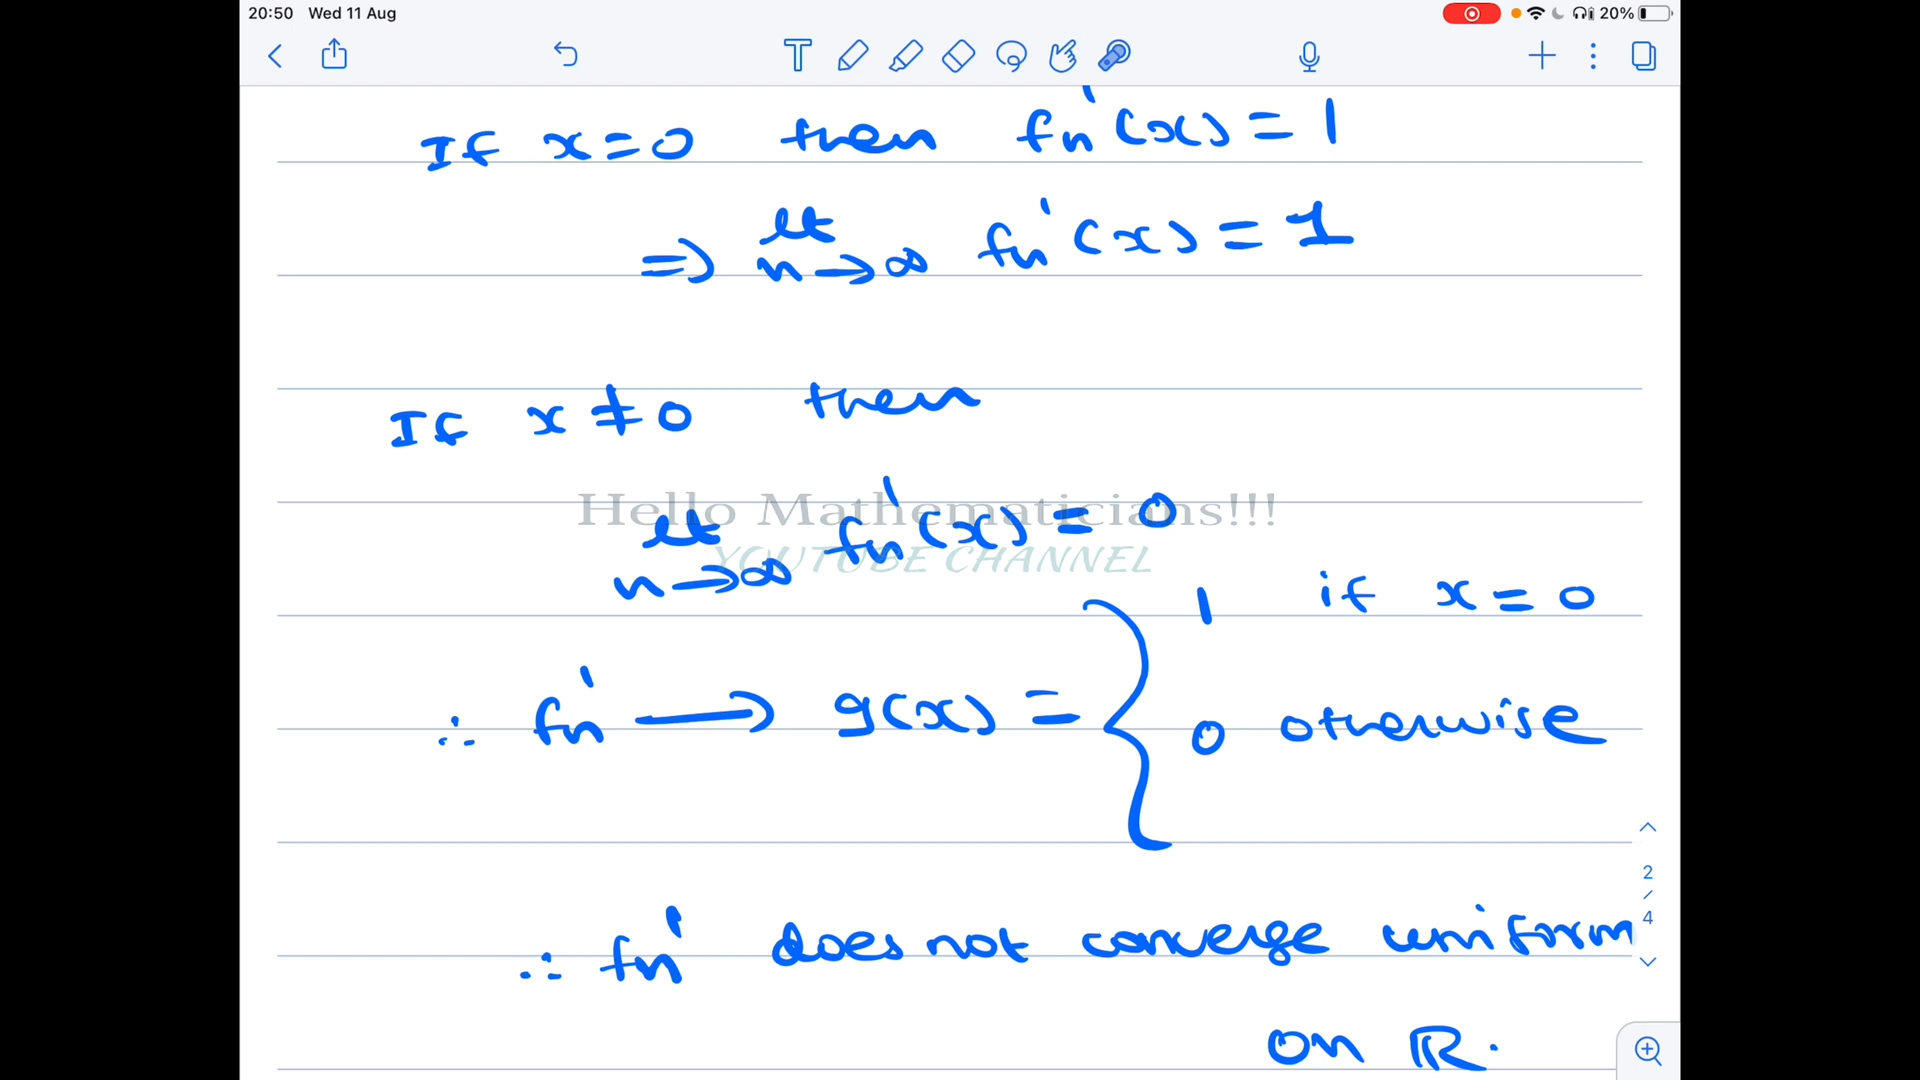 20:50 Wed 11 Aug 20%
If x=0 then fn'(x)=1
⇒ lt n→∞ fn'(x)=1
If x≠0 then
Hello Mathematicians!!!
YOUTUBE CHANNEL
lt n→∞ fn'(x)=0
∴ fn' → g(x) = { 1 if x=0
0 otherwise
2/4
∴ fn' does not converge uniform
on ℝ.